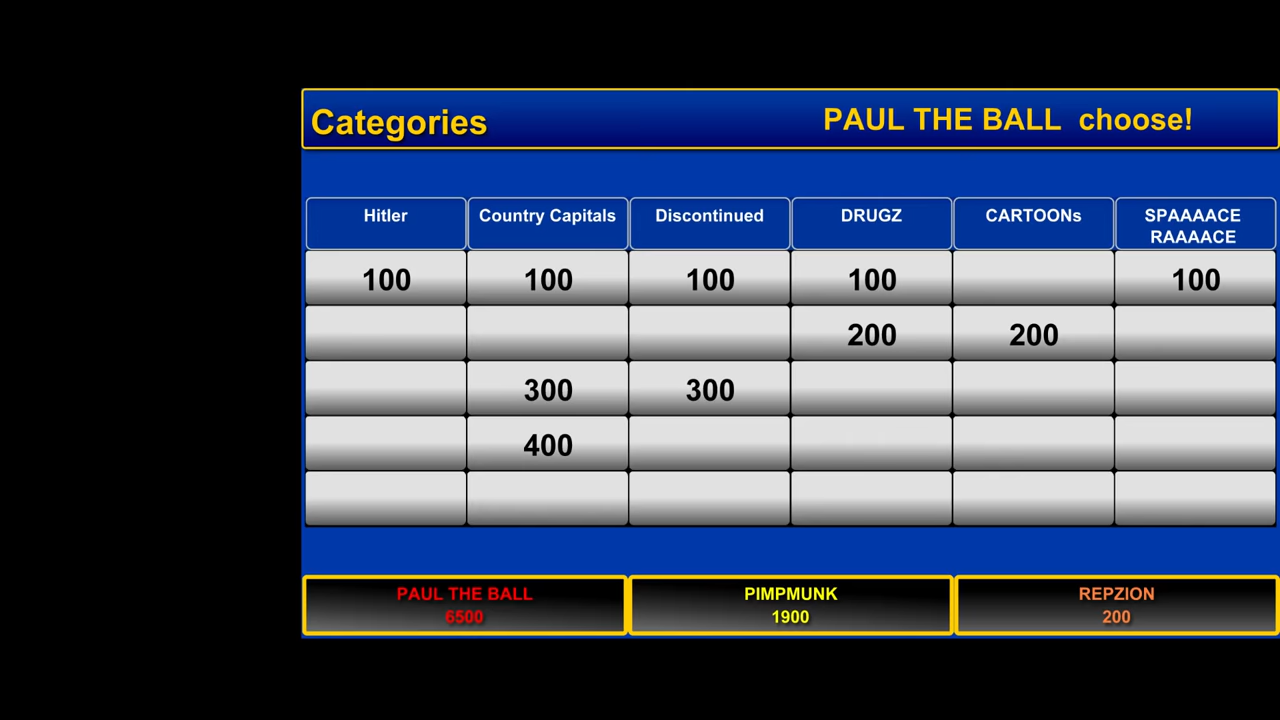 Categories PAUL THE BALL choose!
Hitler Country Capitals Discontinued DRUGZ CARTOONs SPAAAACE
RAAAACE
100 100 100 100 100
200 200
300 300
400
PAUL THE BALL PIMPMUNK REPZION
6500 1900 200